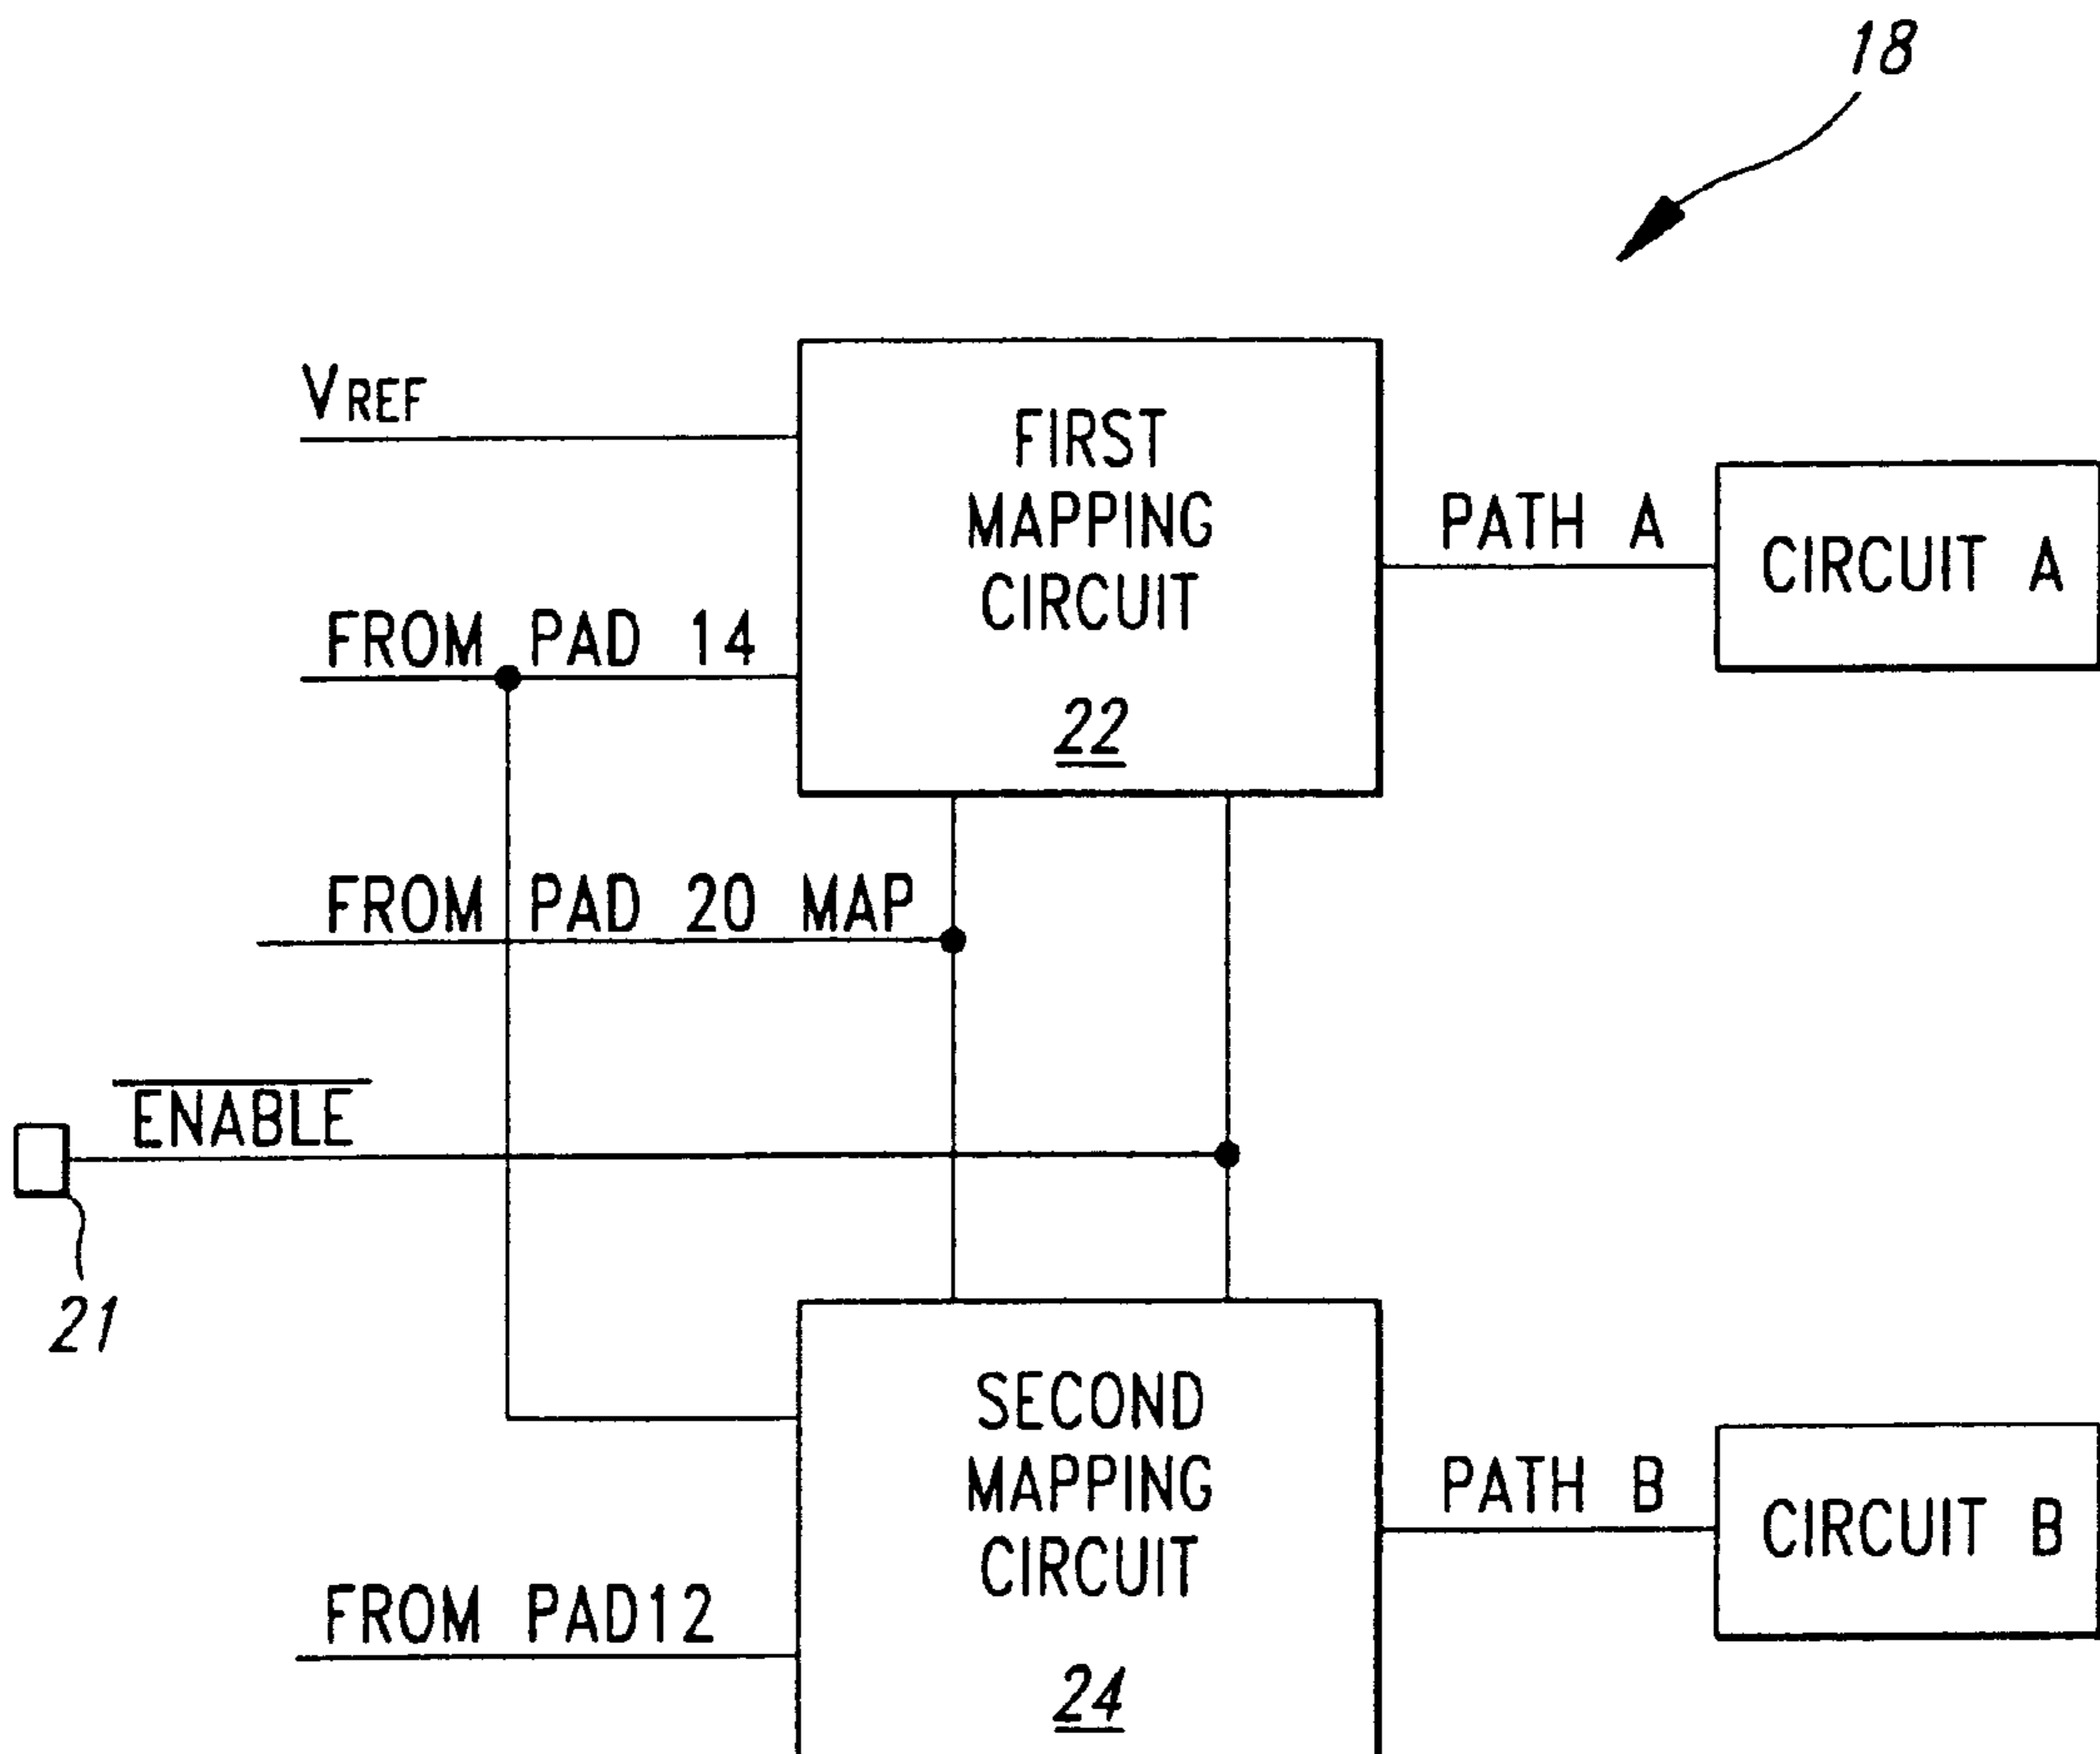 18
VREF
FIRST
MAPPING
CIRCUIT
22
PATH A
CIRCUIT A
FROM PAD 14
FROM PAD 20 MAP
ENABLE
21
SECOND
MAPPING
CIRCUIT
24
PATH B
CIRCUIT B
FROM PAD12